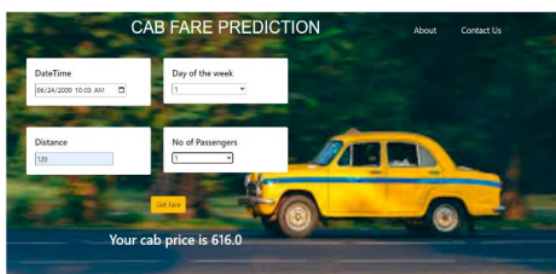 CAB FARE PREDICTION
About Contact Us
DateTime
06/24/2009 10:03 AM
Day of the week
1
Distance
120
No of Passengers
1
Get Fare
Your cab price is 616.0